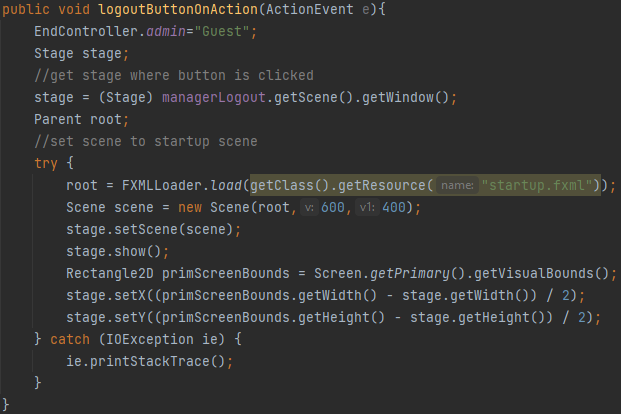 public void logoutButtonOnAction(ActionEvent e){
EndController.admin="Guest";
Stage stage;
//get stage where button is clicked
stage = (Stage) managerLogout.getScene().getWindow();
Parent root;
//set scene to startup scene
try {
root = FXMLLoader.load(getClass().getResource( name: "startup.fxml"));
Scene scene = new Scene(root, v: 600, v1: 400);
stage.setScene(scene);
stage.show();
Rectangle2D primScreenBounds = Screen.getPrimary().getVisualBounds();
stage.setX((primScreenBounds.getWidth() - stage.getWidth()) / 2);
stage.setY((primScreenBounds.getHeight() - stage.getHeight()) / 2);
} catch (IOException ie) {
ie.printStackTrace();
}
}